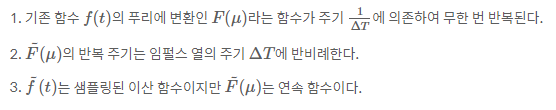 1. 기존 함수 f(t)의 푸리에 변환인 F(μ)라는 함수가 주기 1/ΔT에 의존하여 무한 번 반복된다.
2. F̃(μ)의 반복 주기는 임펄스 열의 주기 ΔT에 반비례한다.
3. f̃(t)는 샘플링된 이산 함수이지만 F̃(μ)는 연속 함수이다.